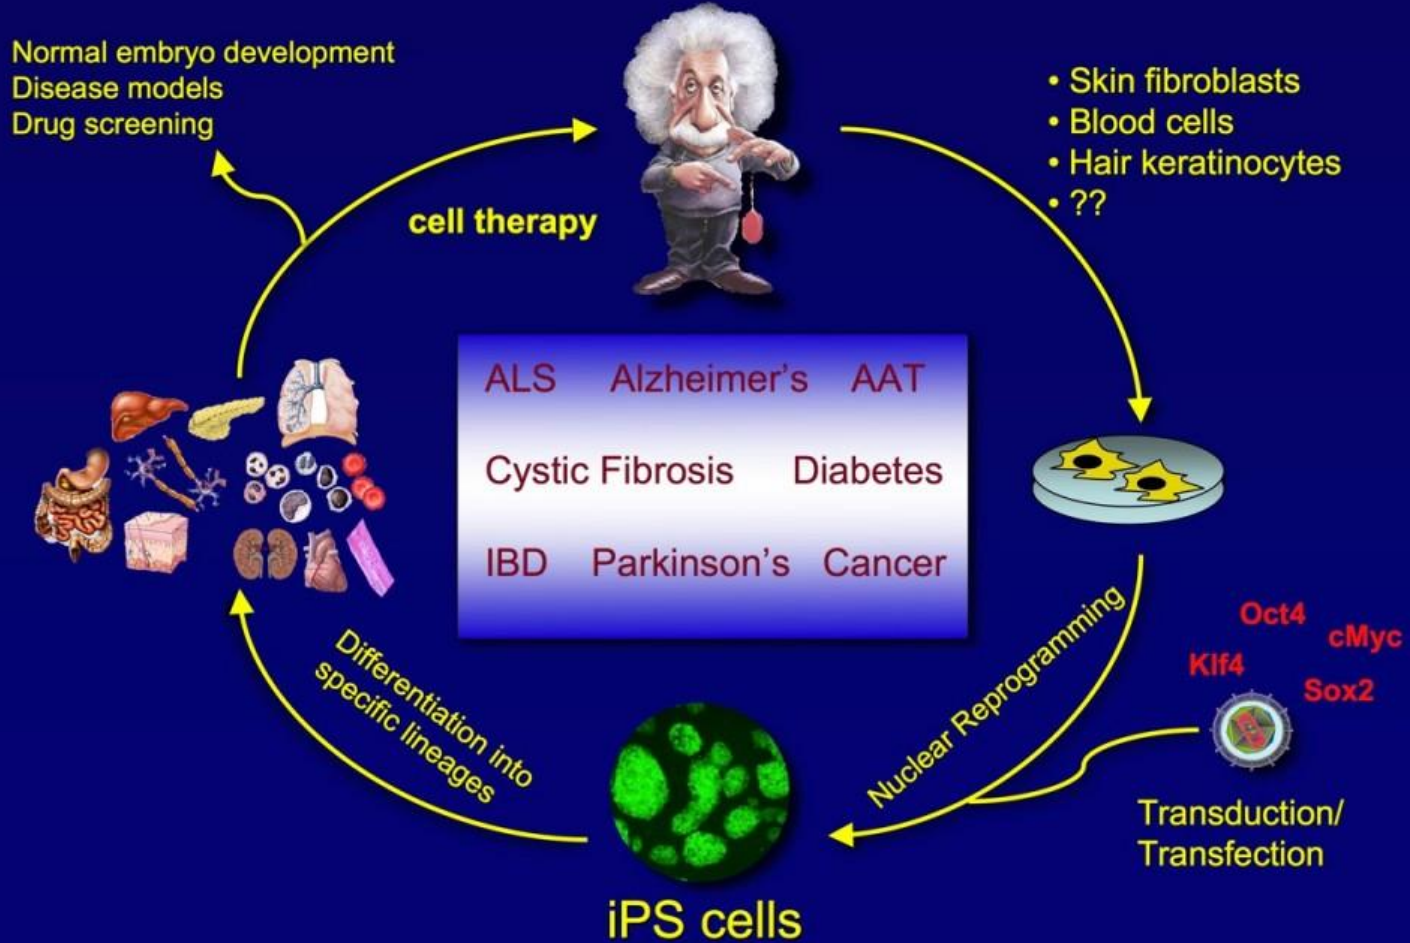 Normal embryo development
Disease models
Drug screening
cell therapy
• Skin fibroblasts
• Blood cells
• Hair keratinocytes
• ??
ALS Alzheimer's AAT
Cystic Fibrosis Diabetes
IBD Parkinson's Cancer
Nuclear Reprogramming
Oct4
cMyc
Klf4
Sox2
Transduction/
Transfection
Differentiation into
specific lineages
iPS cells